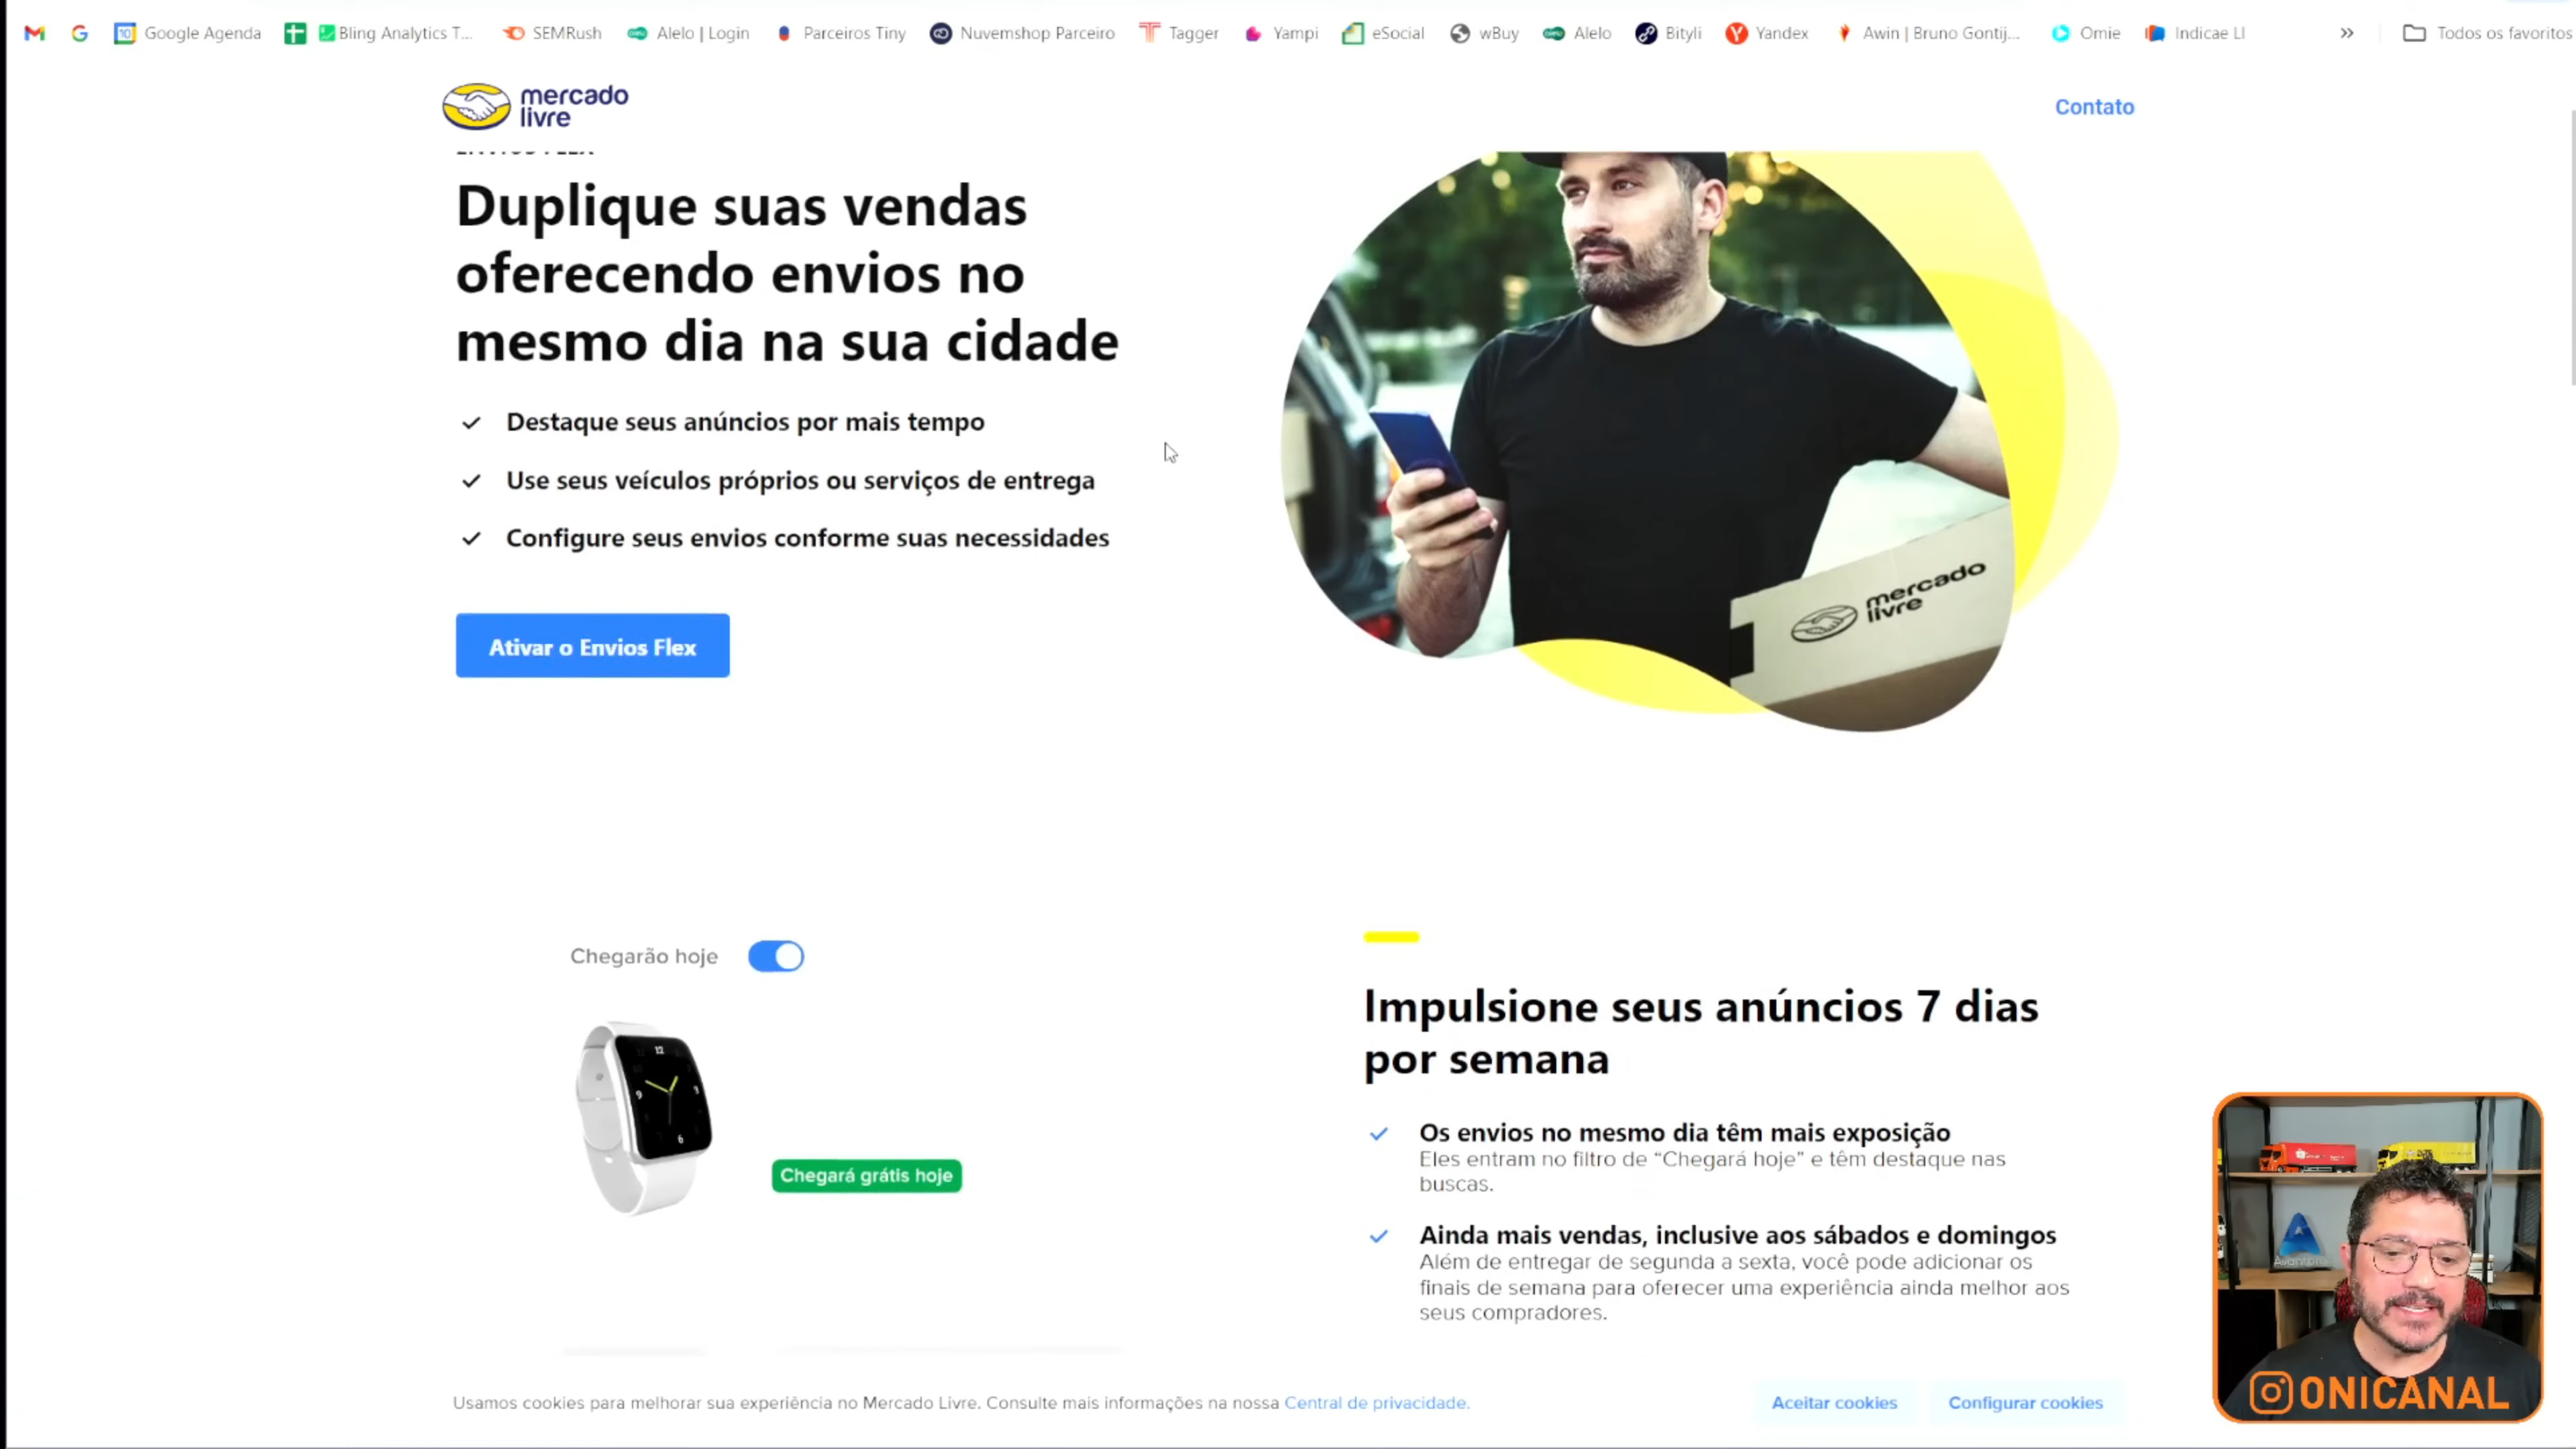 Google Agenda
Bling Analytics T...
SEMRush
Alelo | Login
Parceiros Tiny
Nuvemshop Parceiro
Tagger
Yampi
eSocial
wBuy
Alelo
Bityli
Yandex
Awin | Bruno Gontij...
Omie
Indicae LI
»
Todos os favoritos
mercado
livre
Contato
ENVIOS FLEX
Duplique suas vendas
oferecendo envios no
mesmo dia na sua cidade
Destaque seus anúncios por mais tempo
Use seus veículos próprios ou serviços de entrega
Configure seus envios conforme suas necessidades
Ativar o Envios Flex
mercado
livre
Chegarão hoje
12
9
6
Chegará grátis hoje
Impulsione seus anúncios 7 dias
por semana
Os envios no mesmo dia têm mais exposição
Eles entram no filtro de “Chegará hoje” e têm destaque nas
buscas.
Ainda mais vendas, inclusive aos sábados e domingos
Além de entregar de segunda a sexta, você pode adicionar os
finais de semana para oferecer uma experiência ainda melhor aos
seus compradores.
Usamos cookies para melhorar sua experiência no Mercado Livre. Consulte mais informações na nossa Central de privacidade.
Aceitar cookies
Configurar cookies
ONICANAL